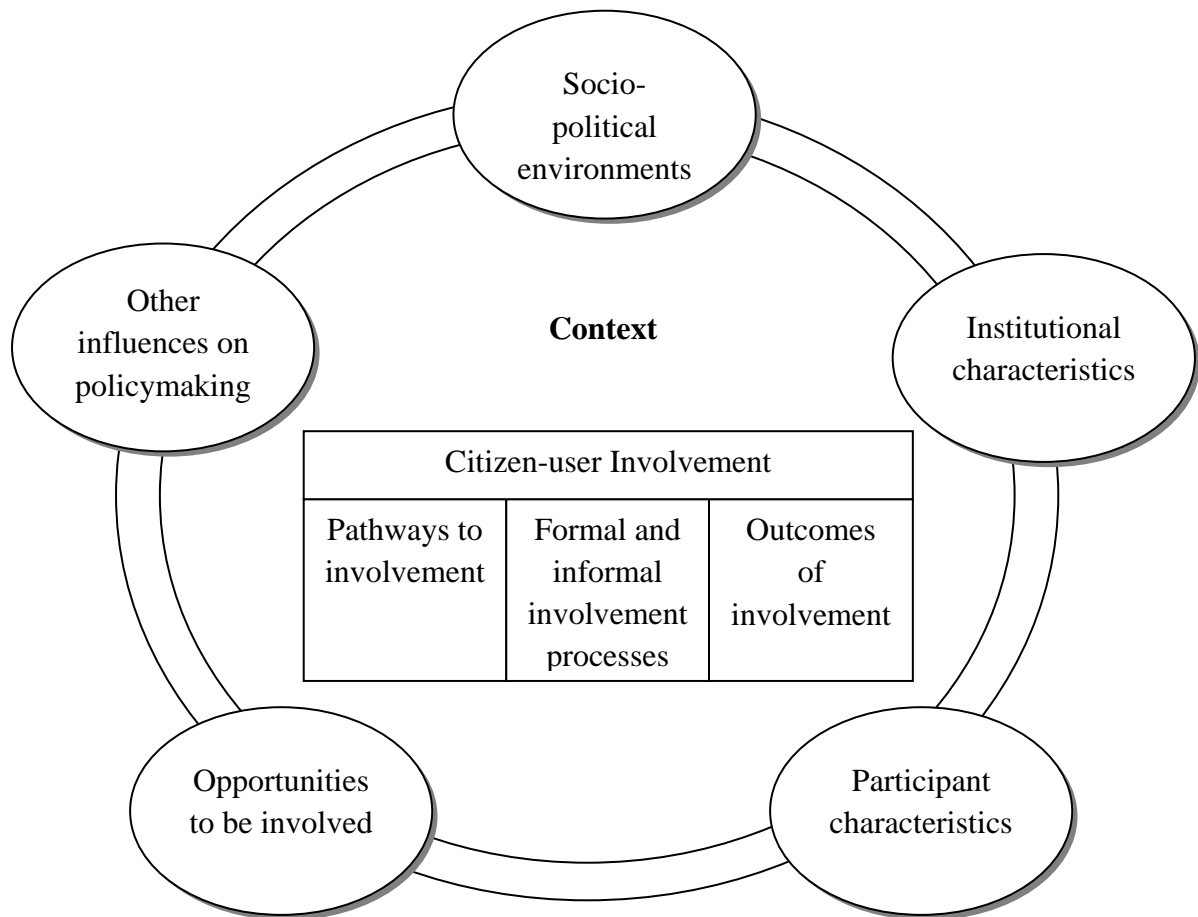 Socio-
political
environments
Other
influences on
policymaking
Context
Institutional
characteristics
Citizen-user Involvement
Pathways to
involvement
Formal and
informal
involvement
processes
Outcomes
of
involvement
Opportunities
to be involved
Participant
characteristics